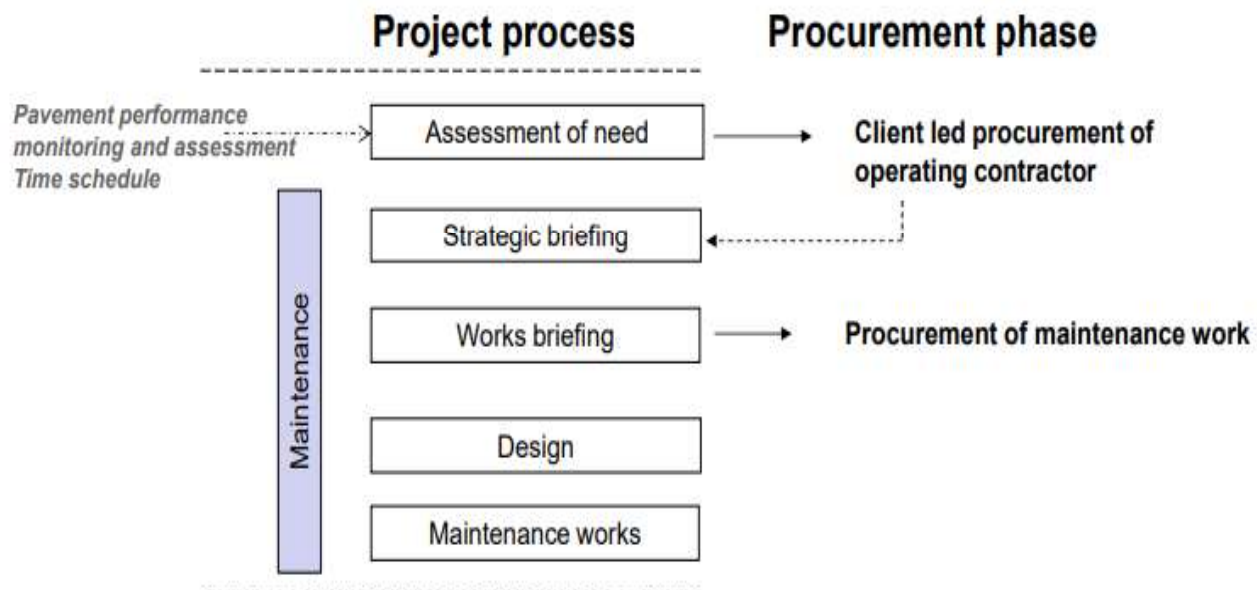 Project process
Procurement phase
Pavement performance
monitoring and assessment
Time schedule
Assessment of need
Client led procurement of
operating contractor
Strategic briefing
Maintenance
Works briefing
Procurement of maintenance work
Design
Maintenance works